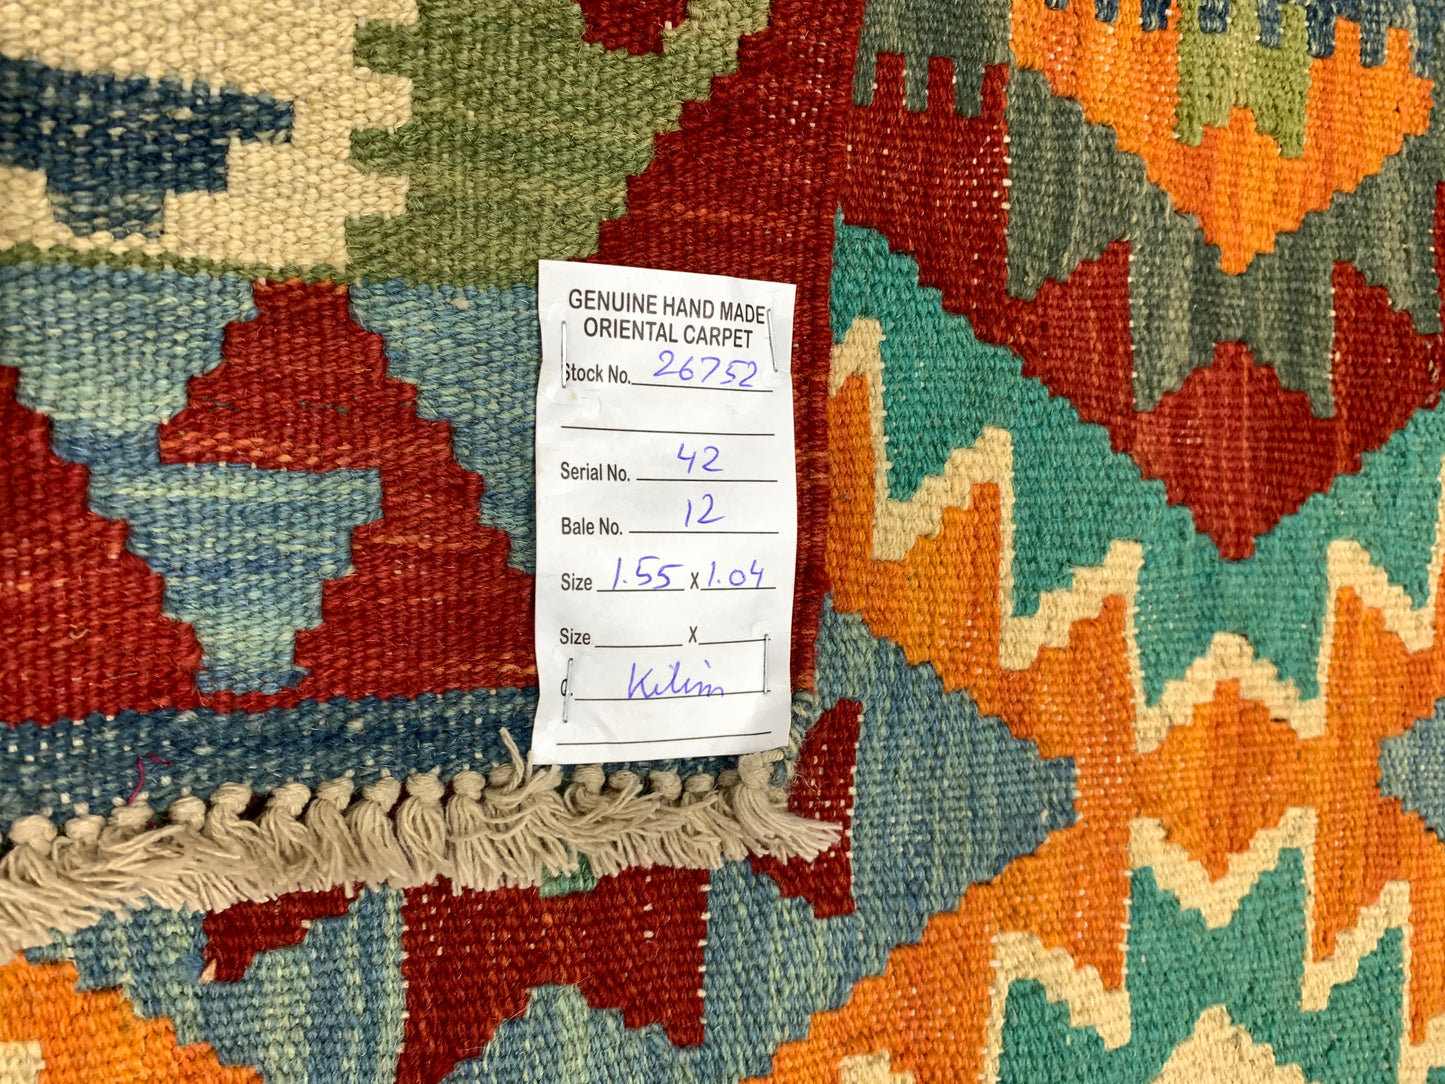 GENUINE HAND MADE
ORIENTAL CARPET
Stock No. 26752
Serial No. 42
Bale No. 12
Size 1.55 X 1.04
Size X
Kilim